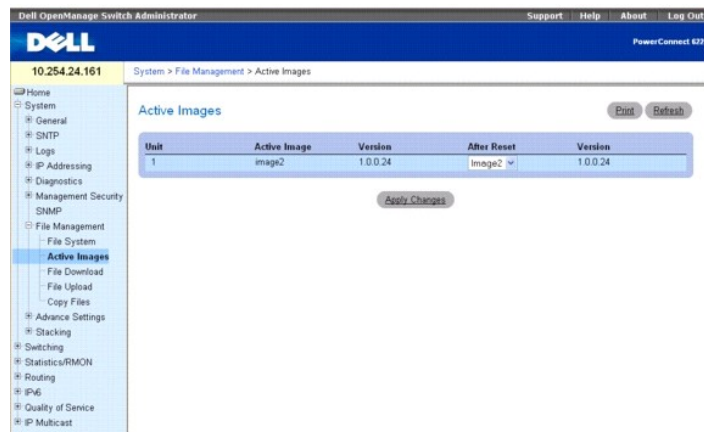 Dell OpenManage Switch Administrator
Support Help About Log Out
DELL
PowerConnect 622
10.254.24.161
System > File Management > Active Images
Home
System
General
SNTP
Logs
IP Addressing
Diagnostics
Management Security
SNMP
File Management
File System
Active Images
File Download
File Upload
Copy Files
Advance Settings
Stacking
Switching
Statistics/RMON
Routing
IPv6
Quality of Service
IP Multicast
Active Images
Print Refresh
Unit Active Image Version After Reset Version
1 image2 1.0.0.24 Image2 1.0.0.24
Apply Changes